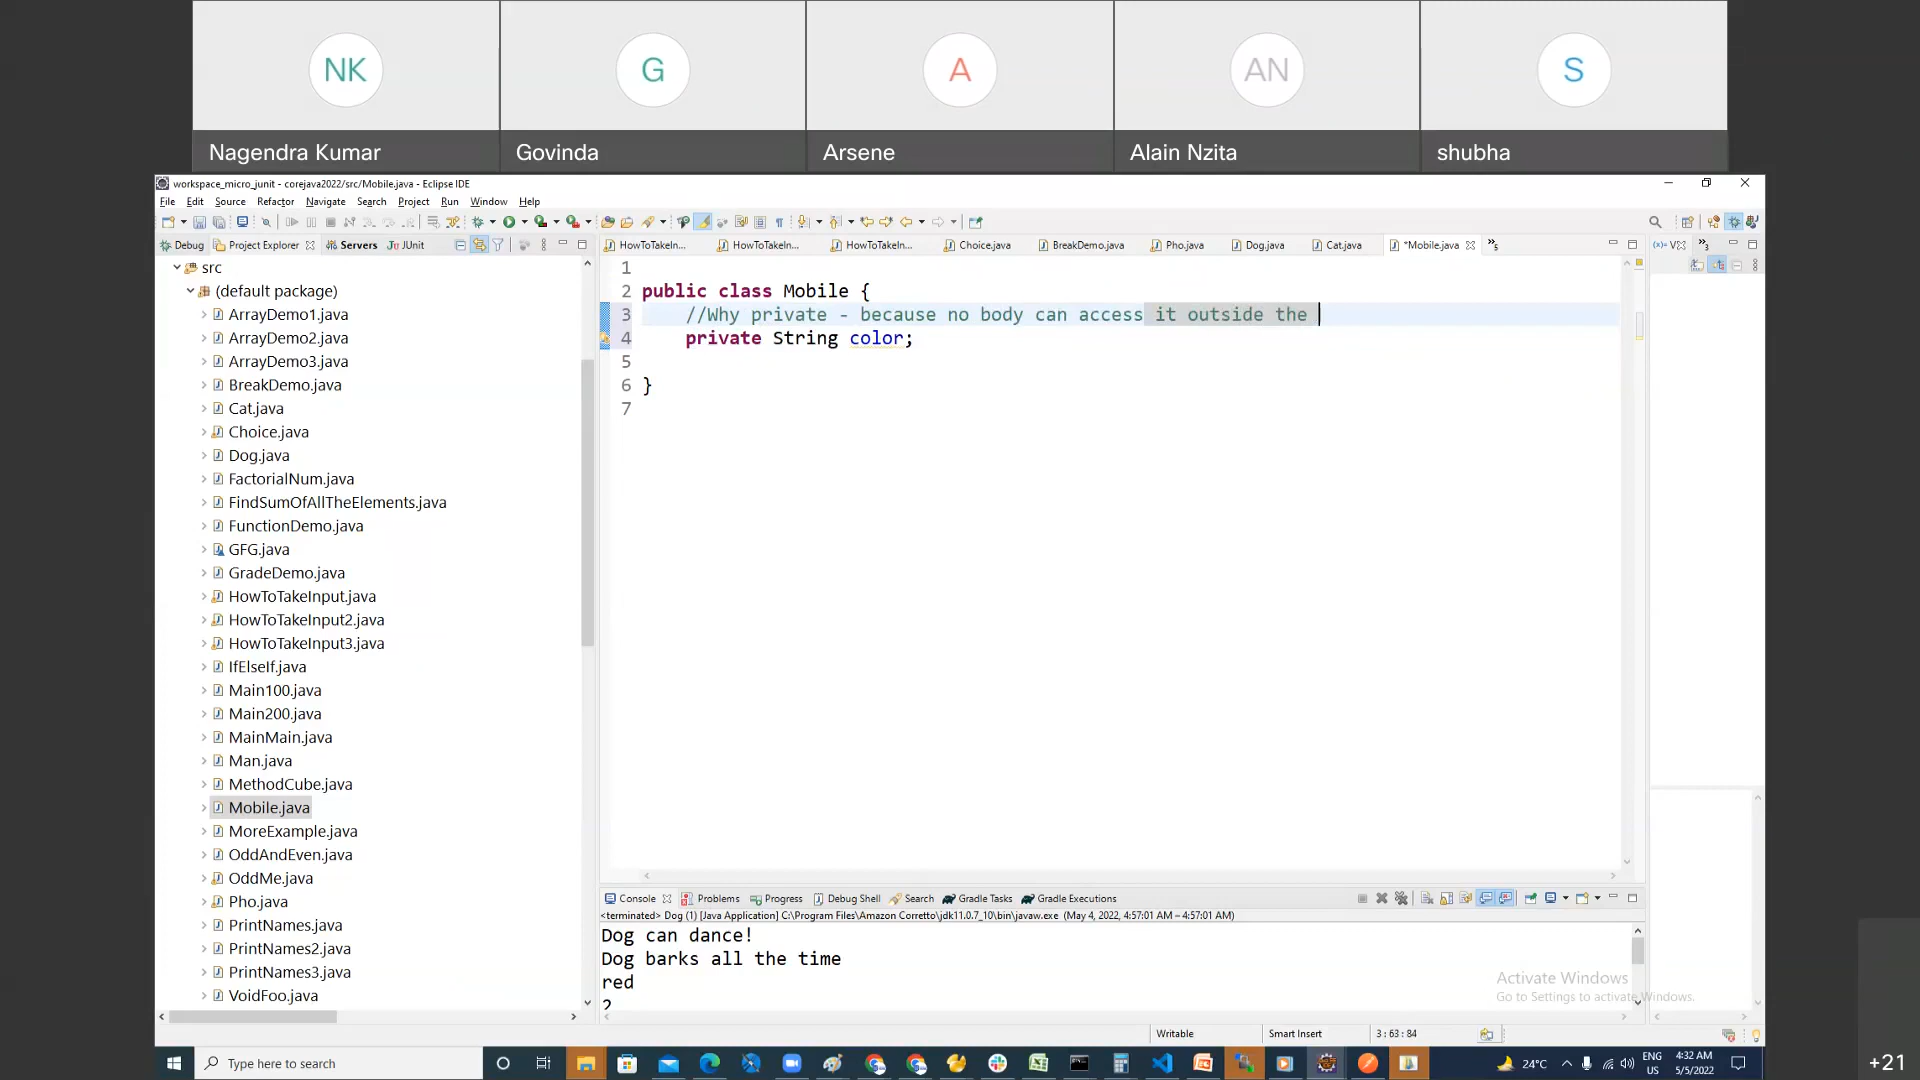 NK
G
A
AN
S
Nagendra Kumar
Govinda
Arsene
Alain Nzita
shubha
workspace_micro_junit - corejava2022/src/Mobile.java - Eclipse IDE
File Edit Source Refactor Navigate Search Project Run Window Help
Debug Project Explorer Servers JUnit
HowToTakeIn... HowToTakeIn... HowToTakeIn... Choice.java BreakDemo.java Pho.java Dog.java Cat.java *Mobile.java
src
(default package)
ArrayDemo1.java
ArrayDemo2.java
ArrayDemo3.java
BreakDemo.java
Cat.java
Choice.java
Dog.java
FactorialNum.java
FindSumOfAllTheElements.java
FunctionDemo.java
GFG.java
GradeDemo.java
HowToTakeInput.java
HowToTakeInput2.java
HowToTakeInput3.java
IfElseIf.java
Main100.java
Main200.java
MainMain.java
Man.java
MethodCube.java
Mobile.java
MoreExample.java
OddAndEven.java
OddMe.java
Pho.java
PrintNames.java
PrintNames2.java
PrintNames3.java
VoidFoo.java
1
2 public class Mobile {
3 //Why private - because no body can access it outside the
4 private String color;
5
6 }
7
Console Problems Progress Debug Shell Search Gradle Tasks Gradle Executions
<terminated> Dog (1) [Java Application] C:\Program Files\Amazon Corretto\jdk11.0.7_10\bin\javaw.exe (May 4, 2022, 4:57:01 AM – 4:57:01 AM)
Dog can dance!
Dog barks all the time
red
2
Activate Windows
Go to Settings to activate Windows.
Writable Smart Insert 3 : 63 : 84
Type here to search
24°C
ENG
US
4:32 AM
5/5/2022
+21